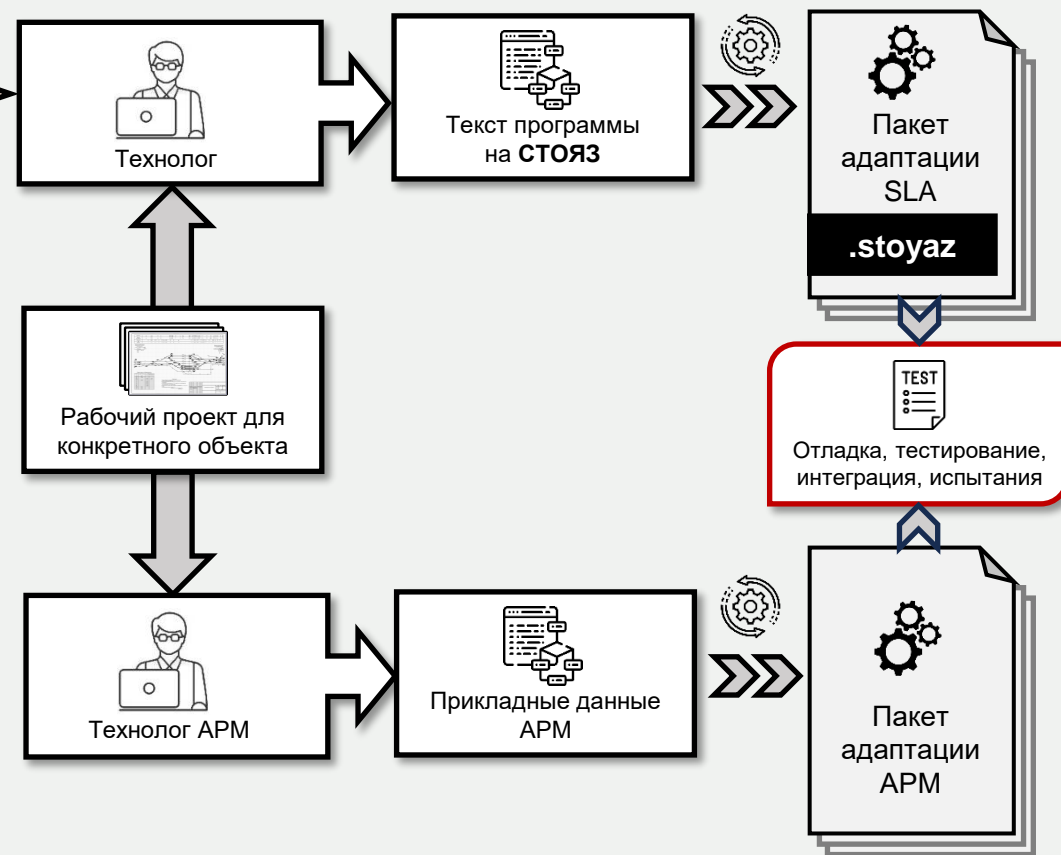 Технолог
Текст программы
на СТОЯЗ
Пакет
адаптации
SLA
.stoyaz
Рабочий проект для
конкретного объекта
TEST
Отладка, тестирование,
интеграция, испытания
Технолог АРМ
Прикладные данные
АРМ
Пакет
адаптации
АРМ